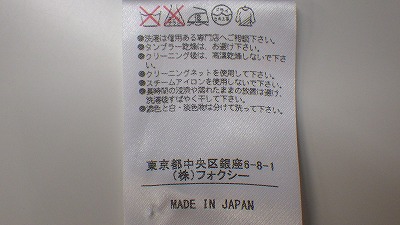 ●洗濯は信用ある専門店へご相談下さい。
●タンブラー乾燥は、お避け下さい。
●クリーニング後は、高温乾燥しないで下さい。
●クリーニングネットを使用して下さい。
●スチームアイロンを使用しないで下さい。
●長時間の浸漬や濡れたままの放置は避け、
洗濯後すばやく干して下さい。
●濃色と白・淡色物は分けて洗って下さい。
東京都中央区銀座6-8-1
(株)フォクシー
MADE IN JAPAN